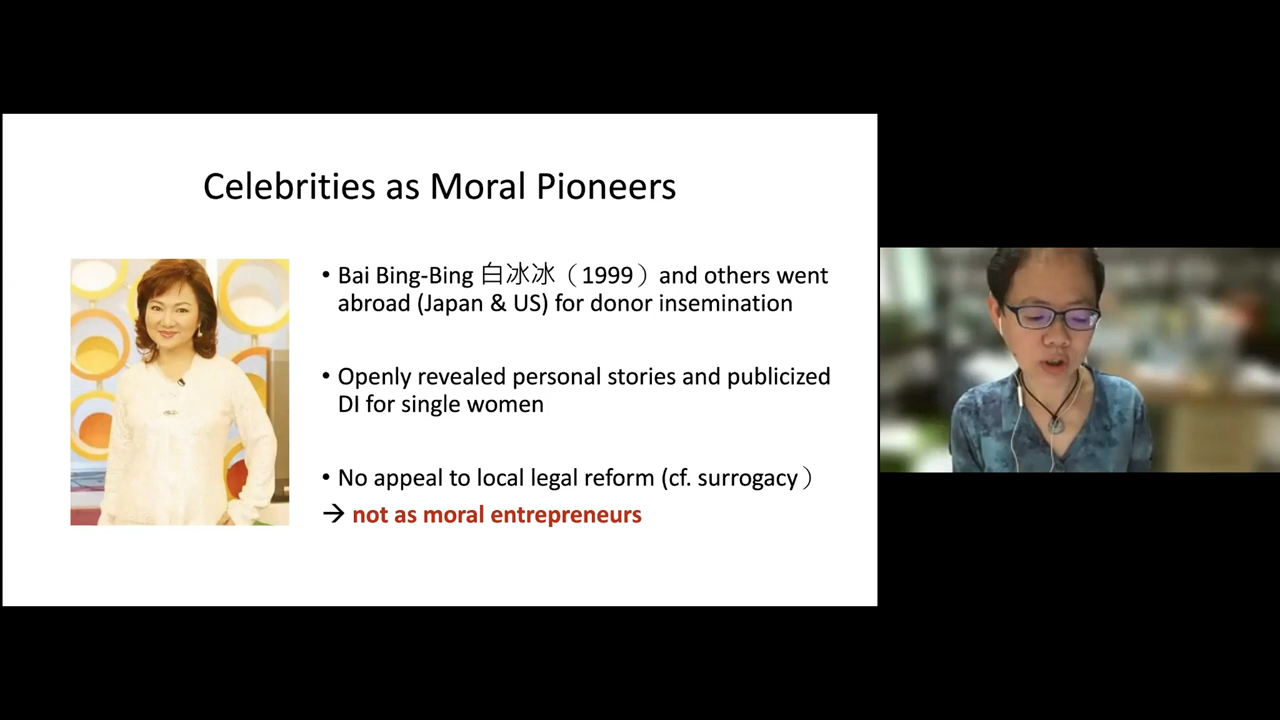 Celebrities as Moral Pioneers
• Bai Bing-Bing 白冰冰（1999）and others went
abroad (Japan & US) for donor insemination
• Openly revealed personal stories and publicized
DI for single women
• No appeal to local legal reform (cf. surrogacy）
→ not as moral entrepreneurs